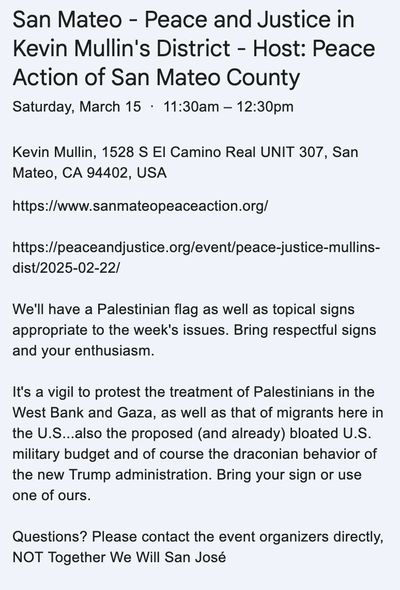 San Mateo - Peace and Justice in
Kevin Mullin's District - Host: Peace
Action of San Mateo County
Saturday, March 15 · 11:30am – 12:30pm
Kevin Mullin, 1528 S El Camino Real UNIT 307, San
Mateo, CA 94402, USA
https://www.sanmateopeaceaction.org/
https://peaceandjustice.org/event/peace-justice-mullins-
dist/2025-02-22/
We'll have a Palestinian flag as well as topical signs
appropriate to the week's issues. Bring respectful signs
and your enthusiasm.
It's a vigil to protest the treatment of Palestinians in the
West Bank and Gaza, as well as that of migrants here in
the U.S...also the proposed (and already) bloated U.S.
military budget and of course the draconian behavior of
the new Trump administration. Bring your sign or use
one of ours.
Questions? Please contact the event organizers directly,
NOT Together We Will San José